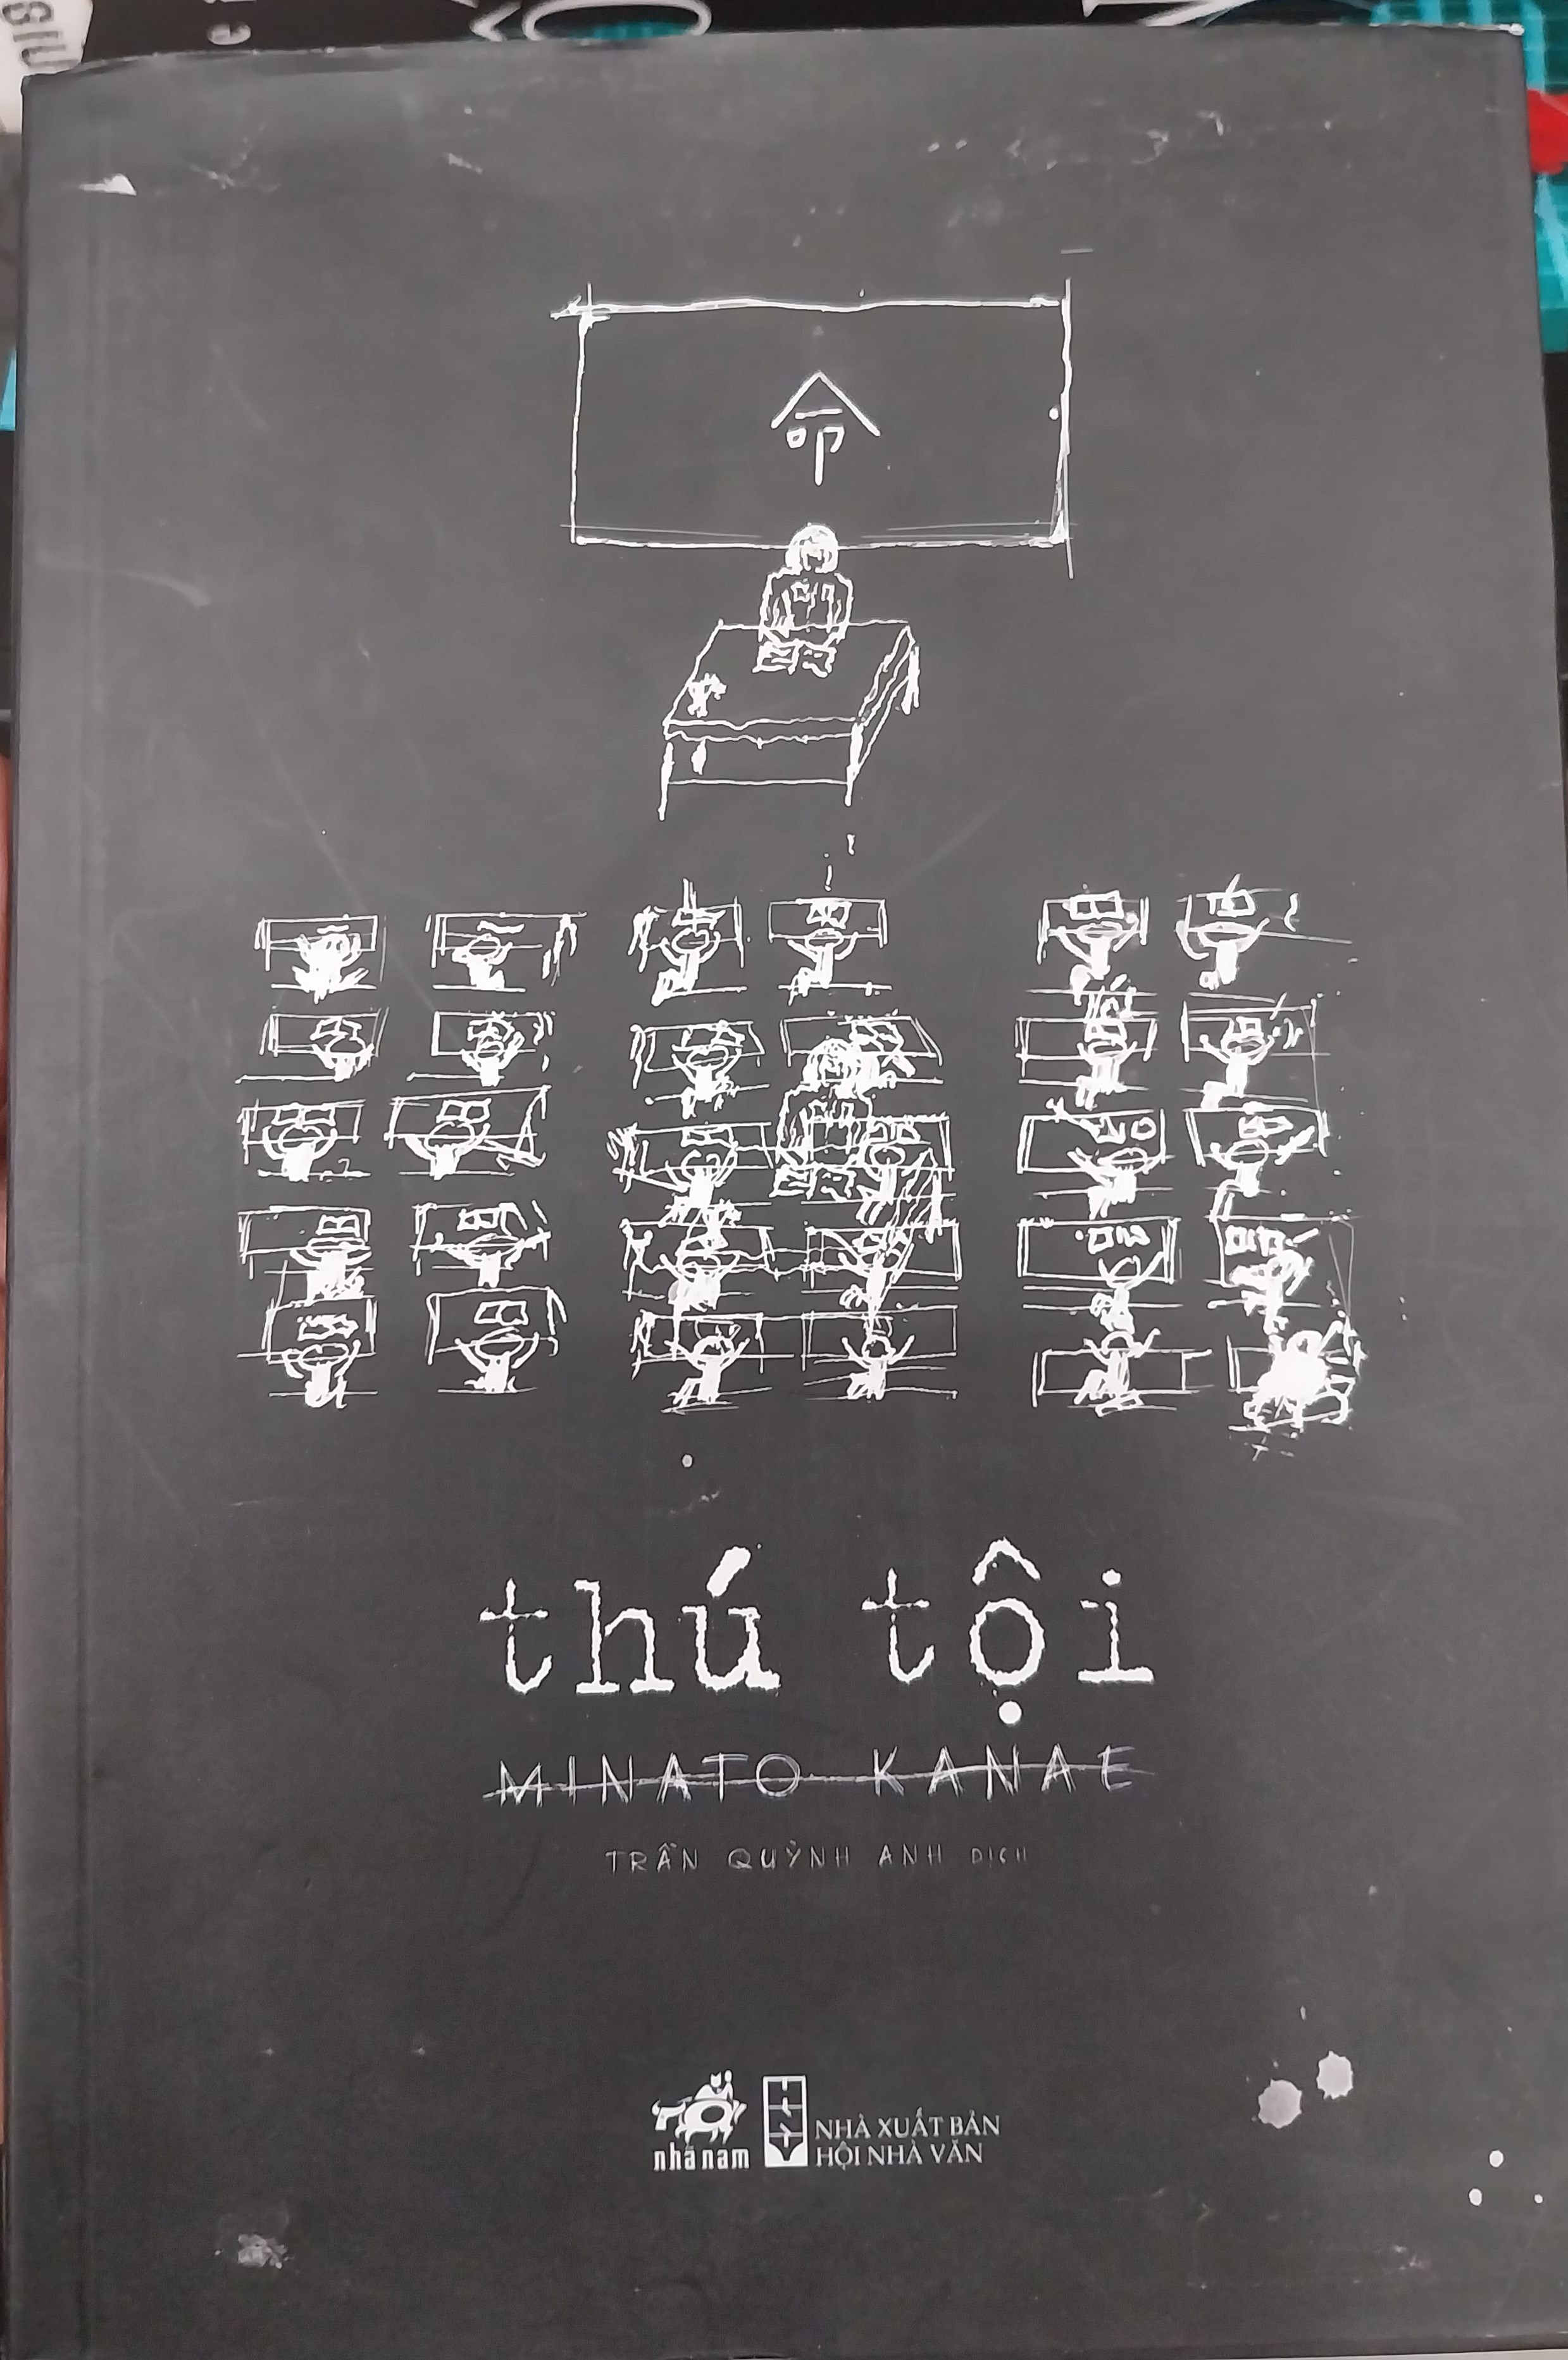 命
thú tội
MINATO KANAE
TRẦN QUỲNH ANH DỊCH
nhã nam
NHÀ XUẤT BẢN
HỘI NHÀ VĂN